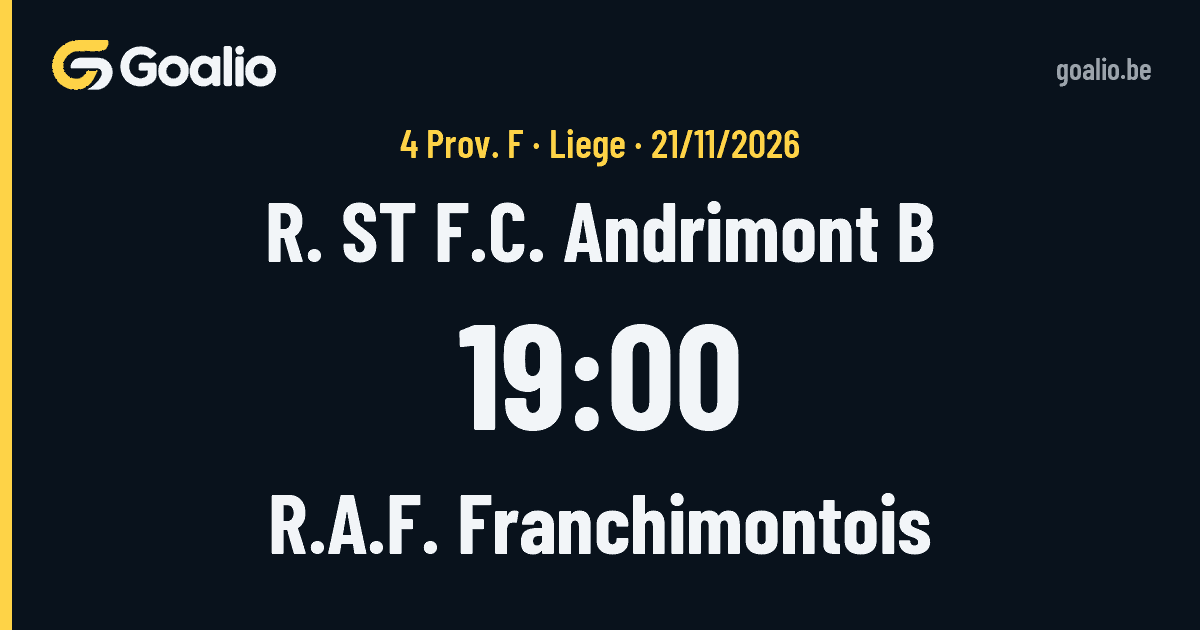 Goalio
goalio.be
4 Prov. F · Liege · 21/11/2026
R. ST F.C. Andrimont B
19:00
R.A.F. Franchimontois